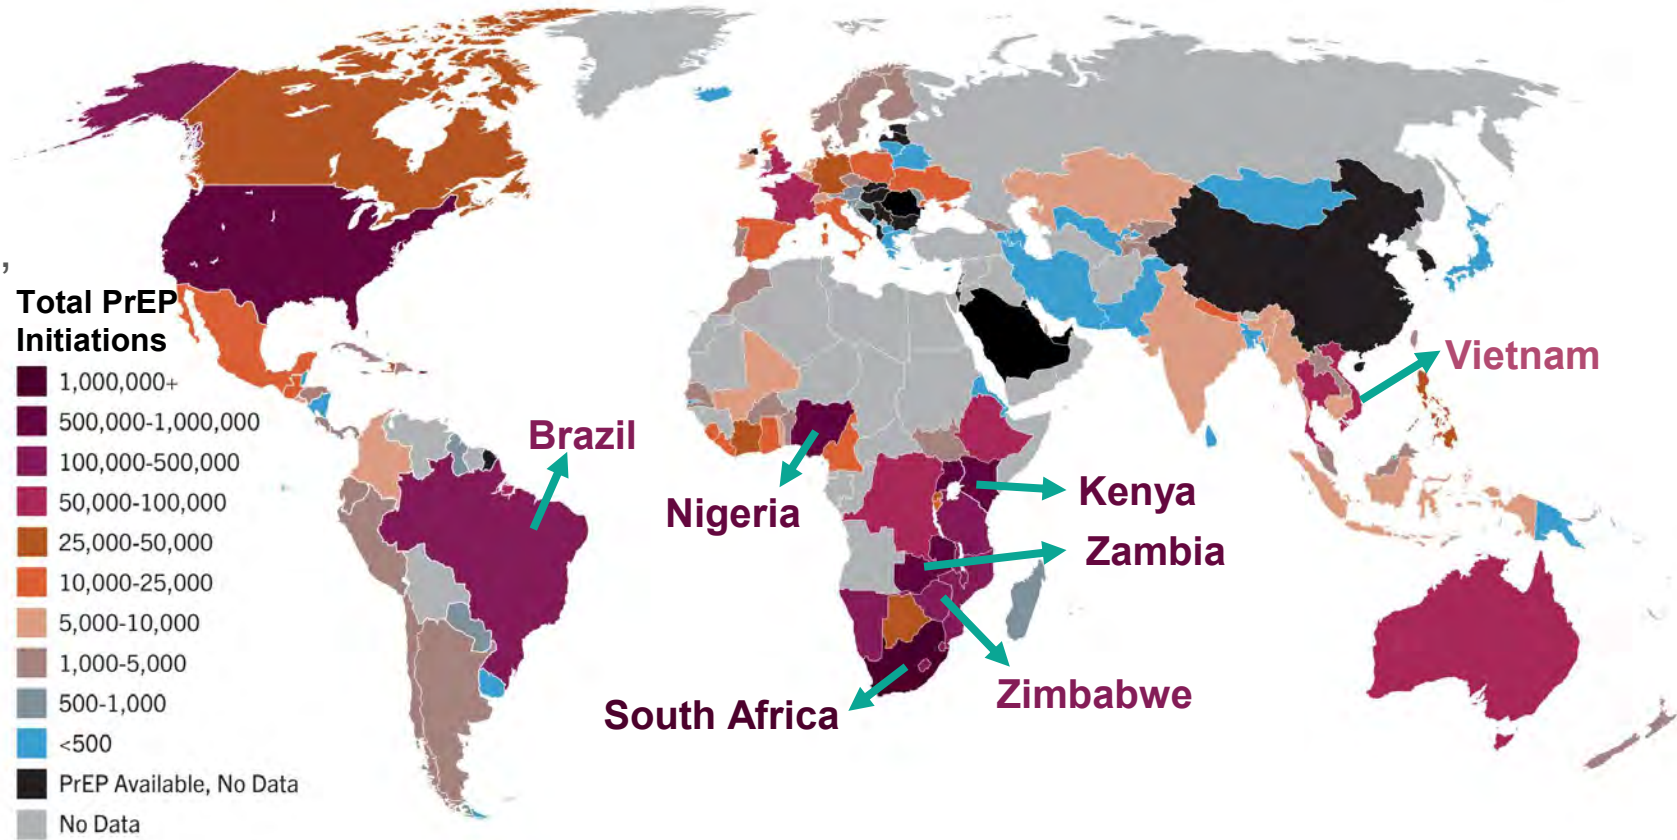 ,
Total PrEP
Initiations
1,000,000+
500,000-1,000,000
100,000-500,000
50,000-100,000
25,000-50,000
10,000-25,000
5,000-10,000
1,000-5,000
500-1,000
<500
PrEP Available, No Data
No Data
Brazil
Nigeria
South Africa
Kenya
Zambia
Zimbabwe
Vietnam